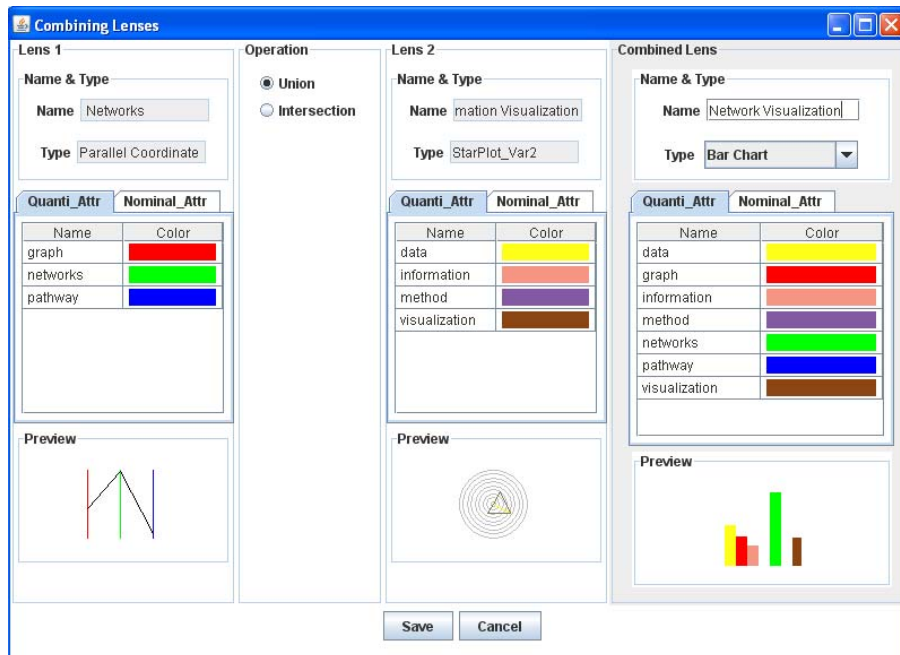 Combining Lenses
Lens 1
Name & Type
Name Networks
Type Parallel Coordinate
Quanti_Attr Nominal_Attr
Name Color
graph
networks
pathway
Preview
Operation
Union
Intersection
Lens 2
Name & Type
Name mation Visualization
Type StarPlot_Var2
Quanti_Attr Nominal_Attr
Name Color
data
information
method
visualization
Preview
Combined Lens
Name & Type
Name Network Visualization
Type Bar Chart
Quanti_Attr Nominal_Attr
Name Color
data
graph
information
method
networks
pathway
visualization
Preview
Save Cancel